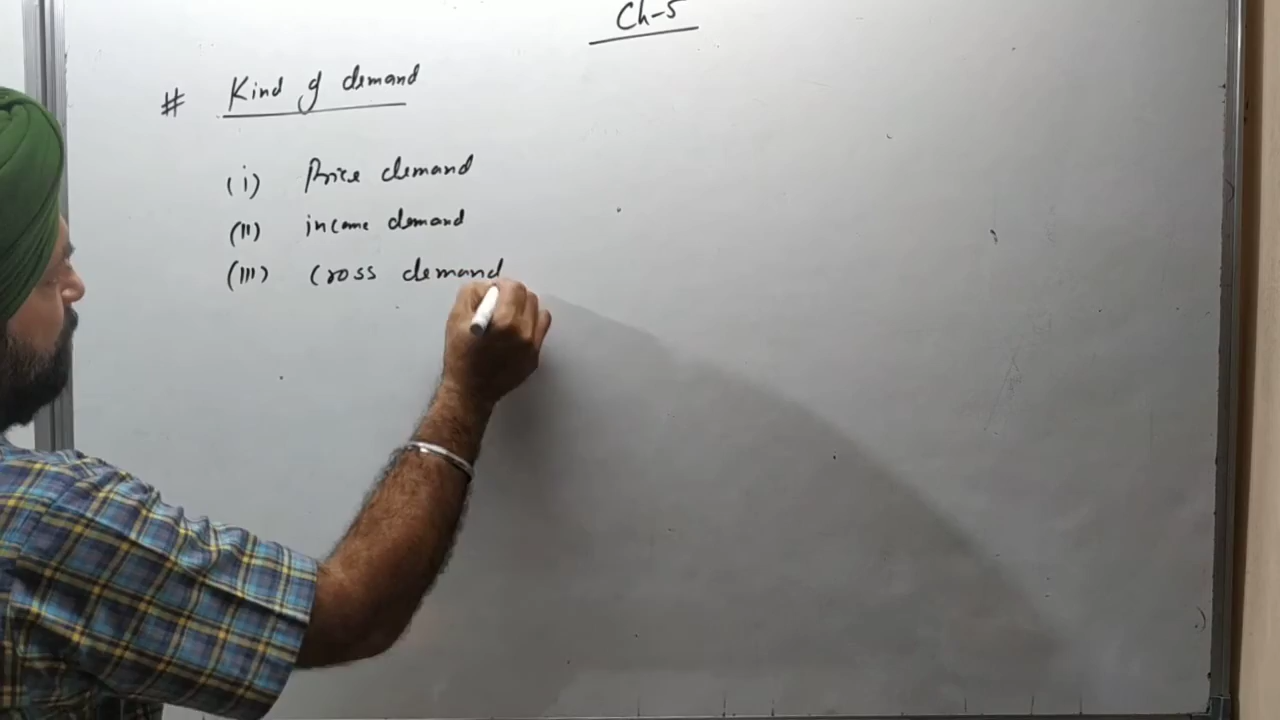 Ch-5
# Kind of demand
(i) Price demand
(ii) income demand
(iii) Cross demand